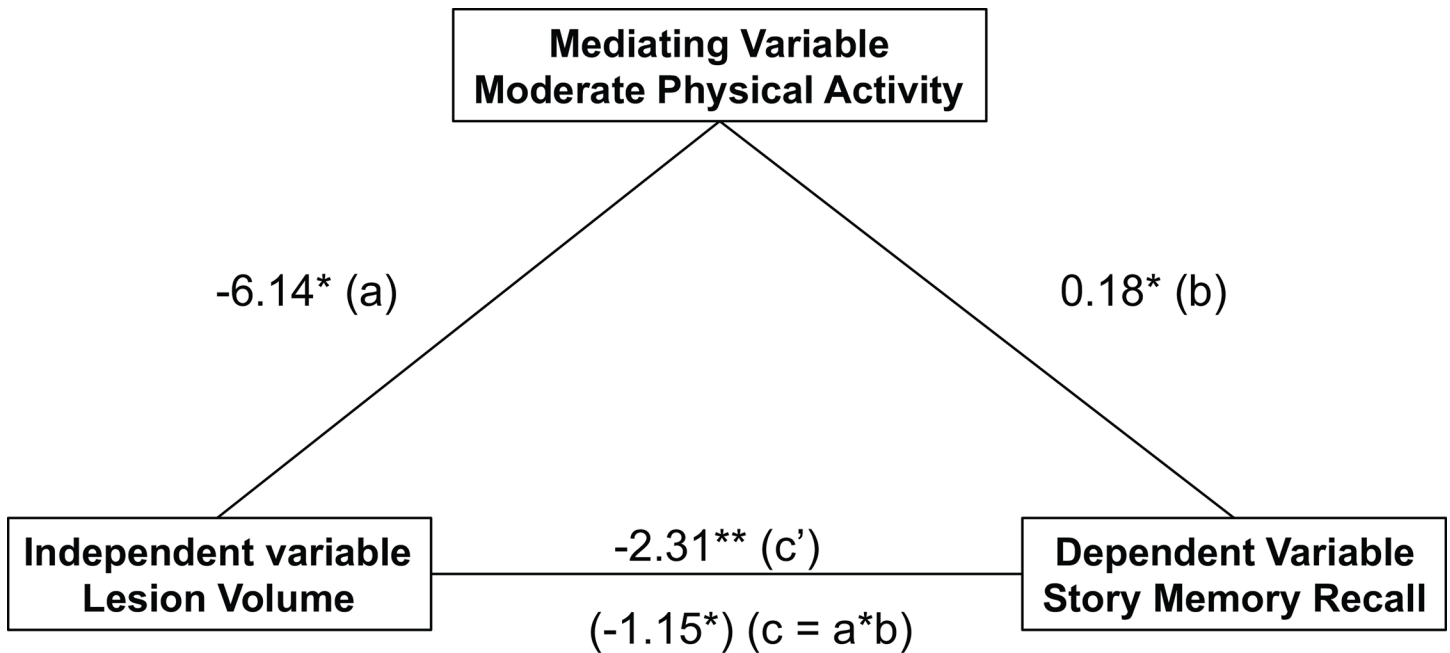 Mediating Variable
Moderate Physical Activity
-6.14* (a)
0.18* (b)
Independent variable
Lesion Volume
-2.31** (c’)
(-1.15*) (c = a*b)
Dependent Variable
Story Memory Recall